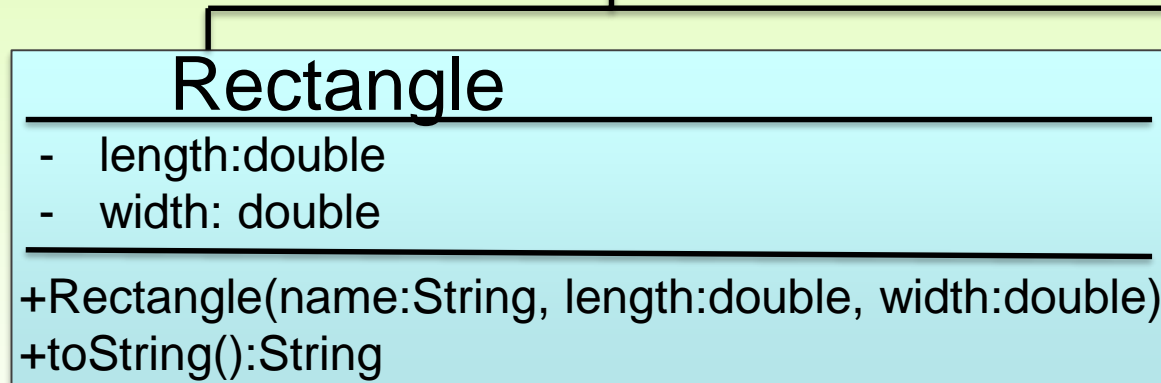 Rectangle
- length:double
- width: double
+Rectangle(name:String, length:double, width:double)
+toString():String